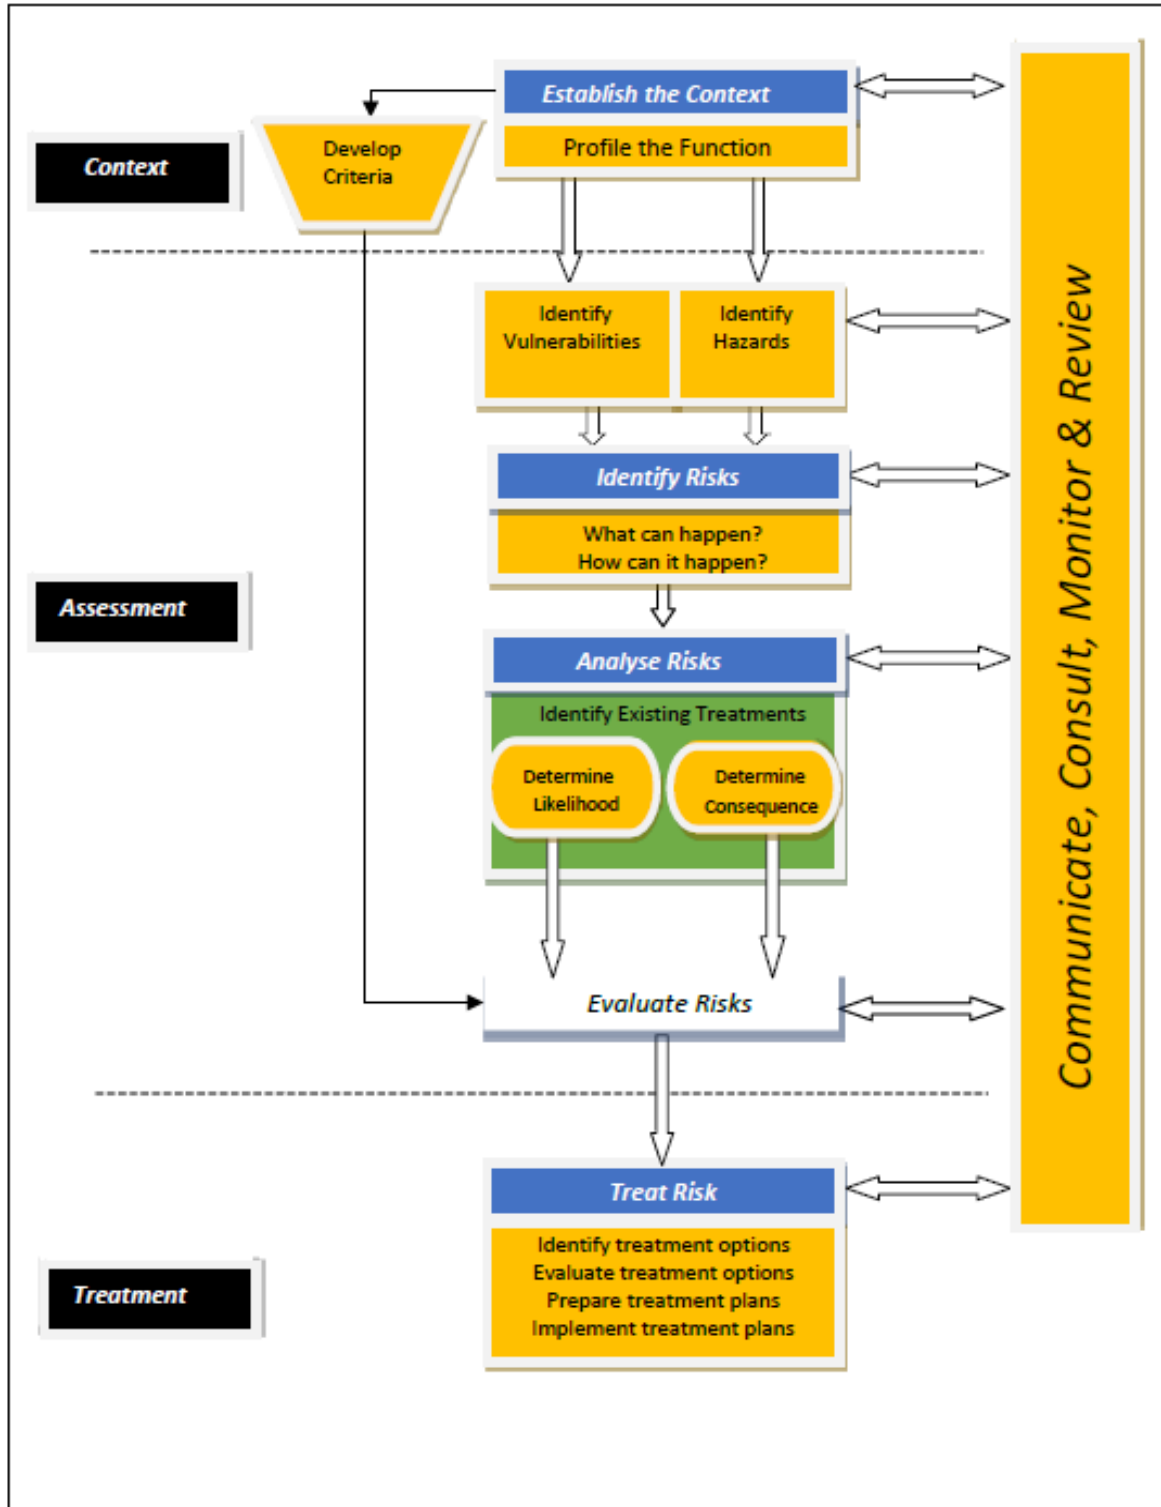 Establish the Context
Profile the Function
Develop
Criteria
Context
Identify
Vulnerabilities
Identify
Hazards
Identify Risks
What can happen?
How can it happen?
Assessment
Analyse Risks
Identify Existing Treatments
Determine
Likelihood
Determine
Consequence
Evaluate Risks
Treat Risk
Identify treatment options
Evaluate treatment options
Prepare treatment plans
Implement treatment plans
Treatment
Communicate, Consult, Monitor & Review